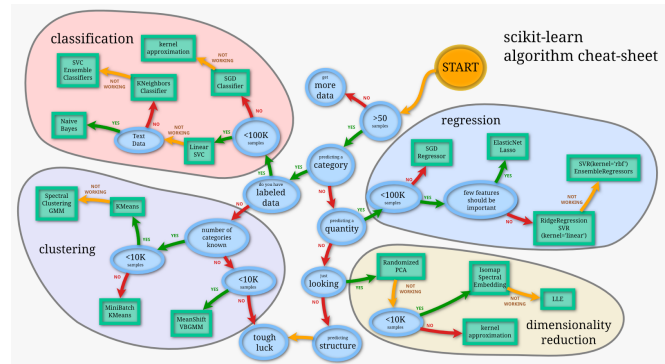 scikit-learn
algorithm cheat-sheet
START
classification
kernel
approximation
NOT
WORKING
SVC
Ensemble
Classifiers
NOT
WORKING
KNeighbors
Classifier
SGD
Classifier
NO
NO
Naive
Bayes
YES
Text
Data
NOT
WORKING
Linear
SVC
YES
<100K
samples
YES
get
more
data
NO
>50
samples
YES
predicting a
category
YES
do you have
labeled
data
NO
NO
predicting a
quantity
YES
NO
just
looking
YES
NO
predicting
structure
tough
luck
regression
SGD
Regressor
NO
<100K
samples
YES
ElasticNet
Lasso
YES
few features
should be
important
NO
SVR(kernel='rbf')
EnsembleRegressors
NOT
WORKING
RidgeRegression
SVR
(kernel='linear')
clustering
Spectral
Clustering
GMM
NOT
WORKING
KMeans
YES
<10K
samples
YES
number of
categories
known
NO
NO
MiniBatch
KMeans
MeanShift
VBGMM
YES
<10K
samples
NO
Randomized
PCA
NOT
WORKING
<10K
samples
YES
NO
Isomap
Spectral
Embedding
NOT
WORKING
LLE
kernel
approximation
dimensionality
reduction